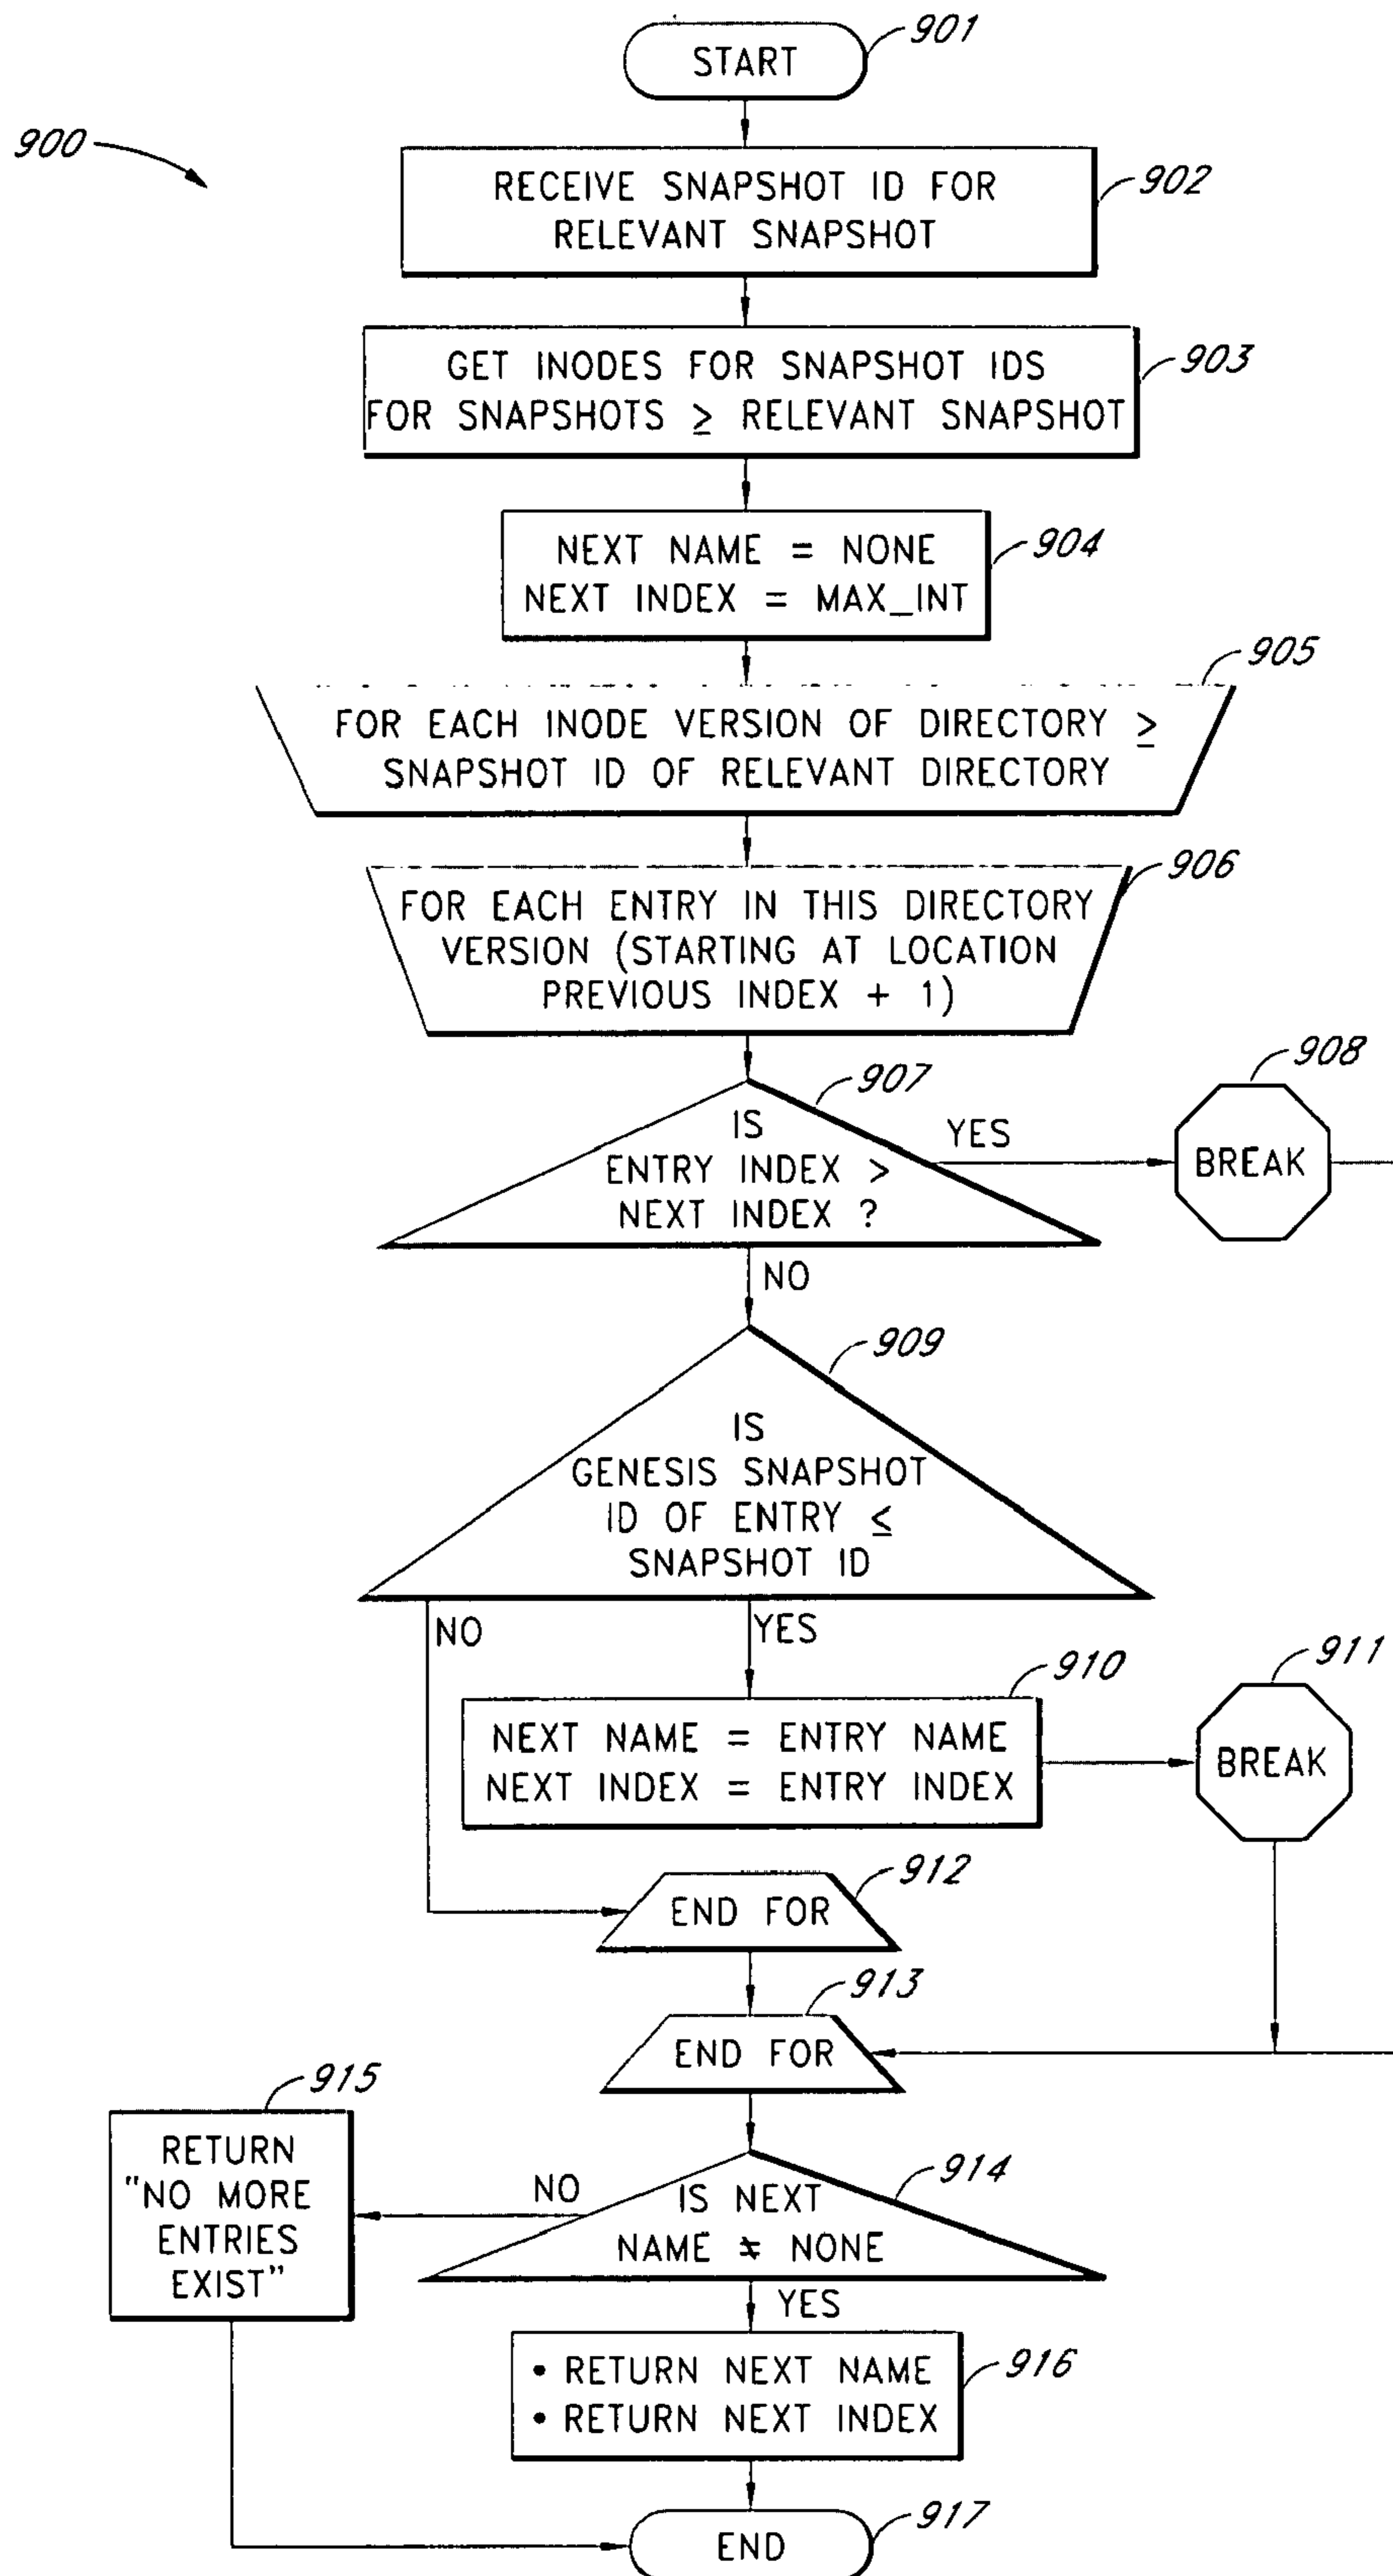 START
901
900
RECEIVE SNAPSHOT ID FOR
RELEVANT SNAPSHOT
902
GET INODES FOR SNAPSHOT IDS
FOR SNAPSHOTS ≥ RELEVANT SNAPSHOT
903
NEXT NAME = NONE
NEXT INDEX = MAX_INT
904
905
FOR EACH INODE VERSION OF DIRECTORY ≥
SNAPSHOT ID OF RELEVANT DIRECTORY
906
FOR EACH ENTRY IN THIS DIRECTORY
VERSION (STARTING AT LOCATION
PREVIOUS INDEX + 1)
907
IS
ENTRY INDEX >
NEXT INDEX ?
YES
908
BREAK
NO
909
IS
GENESIS SNAPSHOT
ID OF ENTRY ≤
SNAPSHOT ID
NO
YES
910
NEXT NAME = ENTRY NAME
NEXT INDEX = ENTRY INDEX
911
BREAK
912
END FOR
913
END FOR
915
RETURN
"NO MORE
ENTRIES
EXIST"
NO
914
IS NEXT
NAME ≠ NONE
YES
916
• RETURN NEXT NAME
• RETURN NEXT INDEX
917
END